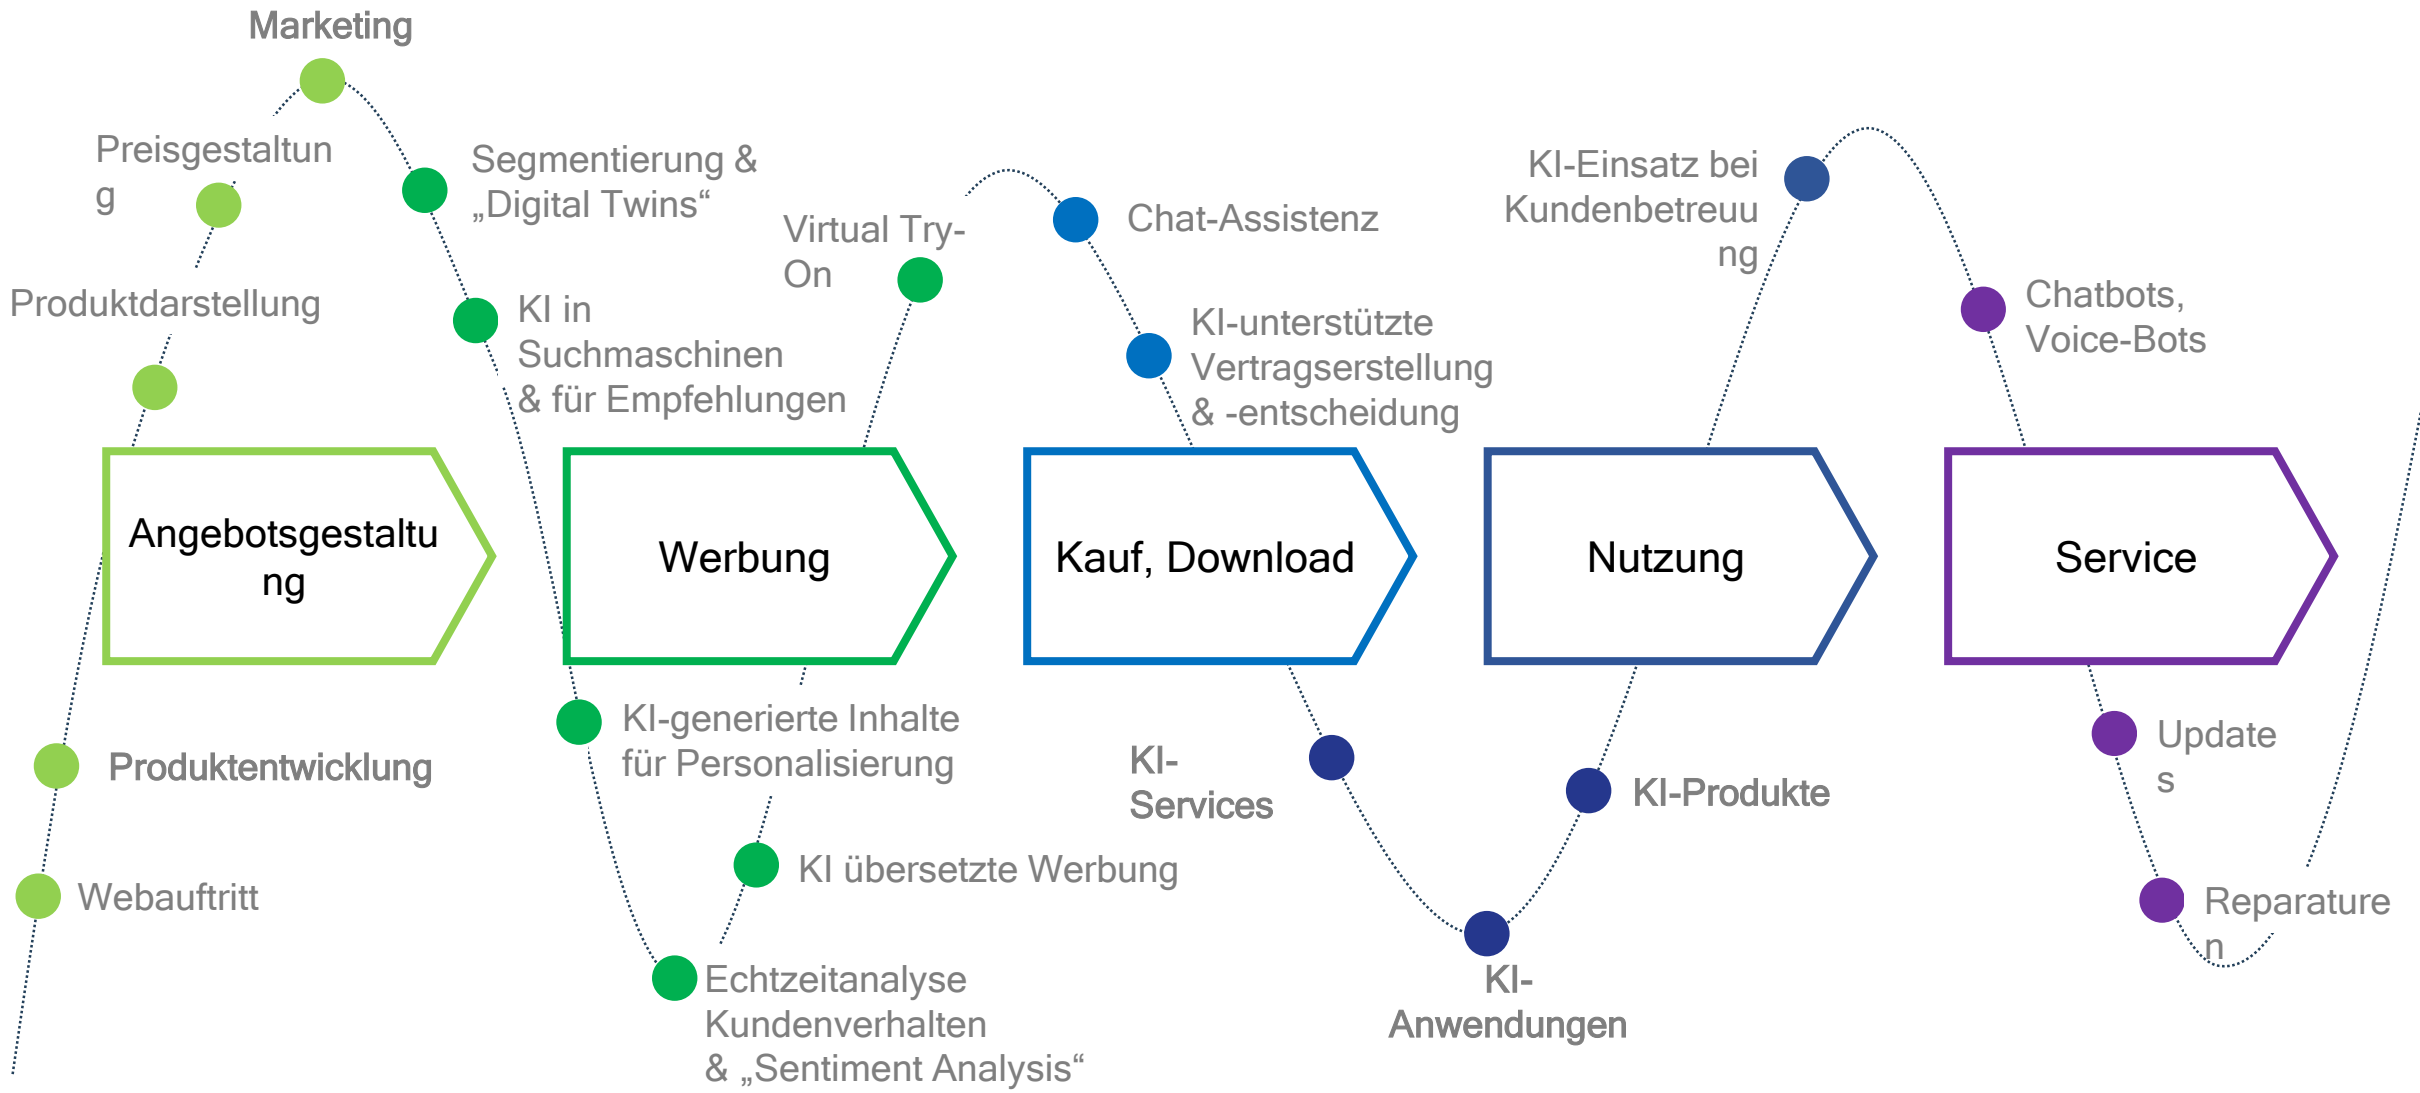 Marketing
Preisgestaltun
g
Segmentierung &
„Digital Twins“
Produktdarstellung
KI in
Suchmaschinen
& für Empfehlungen
Virtual Try-
On
Chat-Assistenz
KI-unterstützte
Vertragserstellung
& -entscheidung
KI-Einsatz bei
Kundenbetreuu
ng
Chatbots,
Voice-Bots
Angebotsgestaltu
ng
Werbung
Kauf, Download
Nutzung
Service
Produktentwicklung
Webauftritt
KI-generierte Inhalte
für Personalisierung
KI übersetzte Werbung
Echtzeitanalyse
Kundenverhalten
& „Sentiment Analysis“
KI-
Services
KI-
Anwendungen
KI-Produkte
Update
s
Reparature
n